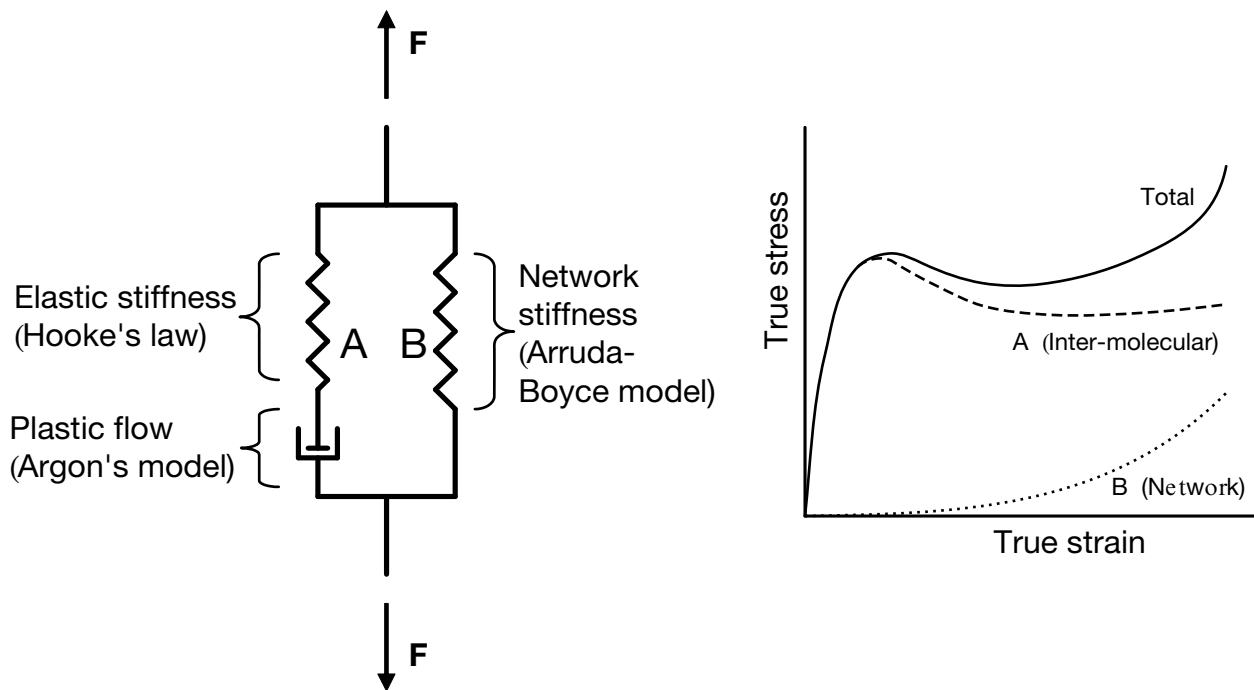 F
Elastic stiffness
(Hooke's law)
A
B
Network
stiffness
(Arruda-
Boyce model)
Plastic flow
(Argon's model)
F
True stress
Total
A (Inter-molecular)
B (Network)
True strain